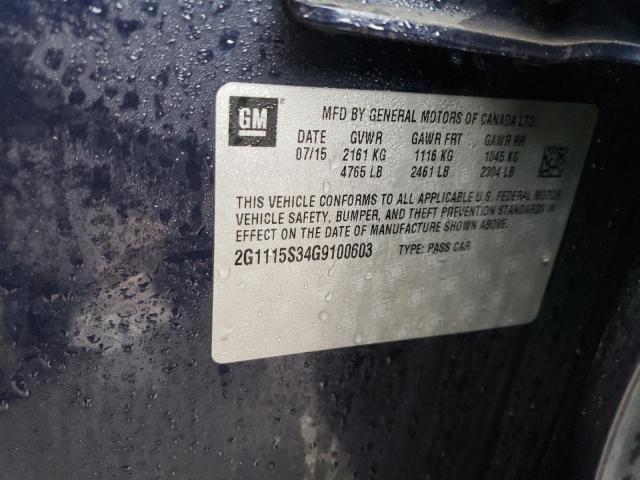 GM
MFD BY GENERAL MOTORS OF CANADA LTD.
DATE GVWR GAWR FRT GAWR RR
07/15 2161 KG 1116 KG 1045 KG
4765 LB 2461 LB 2304 LB
THIS VEHICLE CONFORMS TO ALL APPLICABLE U.S. FEDERAL MOTOR
VEHICLE SAFETY, BUMPER, AND THEFT PREVENTION STANDARDS IN
EFFECT ON THE DATE OF MANUFACTURE SHOWN ABOVE.
2G1115S34G9100603 TYPE: PASS CAR